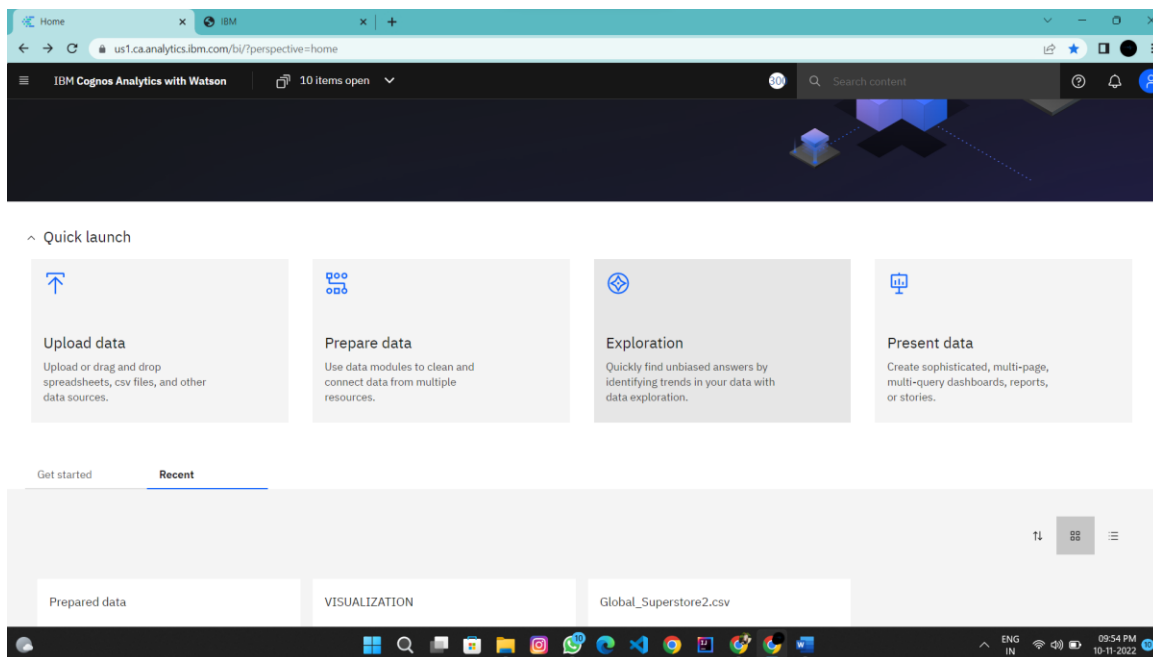 Home
IBM
us1.ca.analytics.ibm.com/bi/?perspective=home
IBM Cognos Analytics with Watson
10 items open
Search content
Quick launch
Upload data
Upload or drag and drop
spreadsheets, csv files, and other
data sources.
Prepare data
Use data modules to clean and
connect data from multiple
resources.
Exploration
Quickly find unbiased answers by
identifying trends in your data with
data exploration.
Present data
Create sophisticated, multi-page,
multi-query dashboards, reports,
or stories.
Get started
Recent
Prepared data
VISUALIZATION
Global_Superstore2.csv
ENG
IN
09:54 PM
10-11-2022